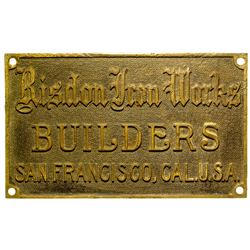 Risdon Iron Works
BUILDERS
SAN FRANCISCO, CAL.U.S.A.